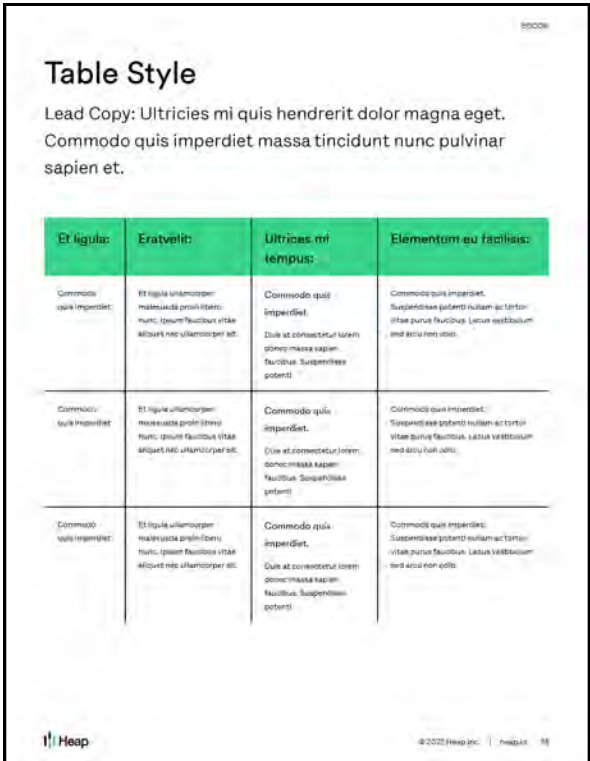 EBOOK
Table Style
Lead Copy: Ultricies mi quis hendrerit dolor magna eget.
Commodo quis imperdiet massa tincidunt nunc pulvinar
sapien et.
Et ligula:
Eratvelit:
Ultrices mi
tempus:
Elementum eu facilisis:
Commodo
quis imperdiet
Et ligula ullamcorper
malesuada proin libero
nunc. Ipsum faucibus vitae
aliquet nec ullamcorper sit.
Commodo quis
imperdiet.
Duis at consectetur lorem
donec massa sapien
faucibus. Suspendisse
potenti
Commodo quis imperdiet.
Suspendisse potenti nullam ac tortor
vitae purus faucibus. Lacus vestibulum
sed arcu non odio.
Commodo
quis imperdiet
Et ligula ullamcorper
malesuada proin libero
nunc. Ipsum faucibus vitae
aliquet nec ullamcorper sit.
Commodo quis
imperdiet.
Duis at consectetur lorem
donec massa sapien
faucibus. Suspendisse
potenti
Commodo quis imperdiet.
Suspendisse potenti nullam ac tortor
vitae purus faucibus. Lacus vestibulum
sed arcu non odio.
Commodo
quis imperdiet
Et ligula ullamcorper
malesuada proin libero
nunc. Ipsum faucibus vitae
aliquet nec ullamcorper sit.
Commodo quis
imperdiet.
Duis at consectetur lorem
donec massa sapien
faucibus. Suspendisse
potenti
Commodo quis imperdiet.
Suspendisse potenti nullam ac tortor
vitae purus faucibus. Lacus vestibulum
sed arcu non odio.
Heap
Heap Inc. | heap.io